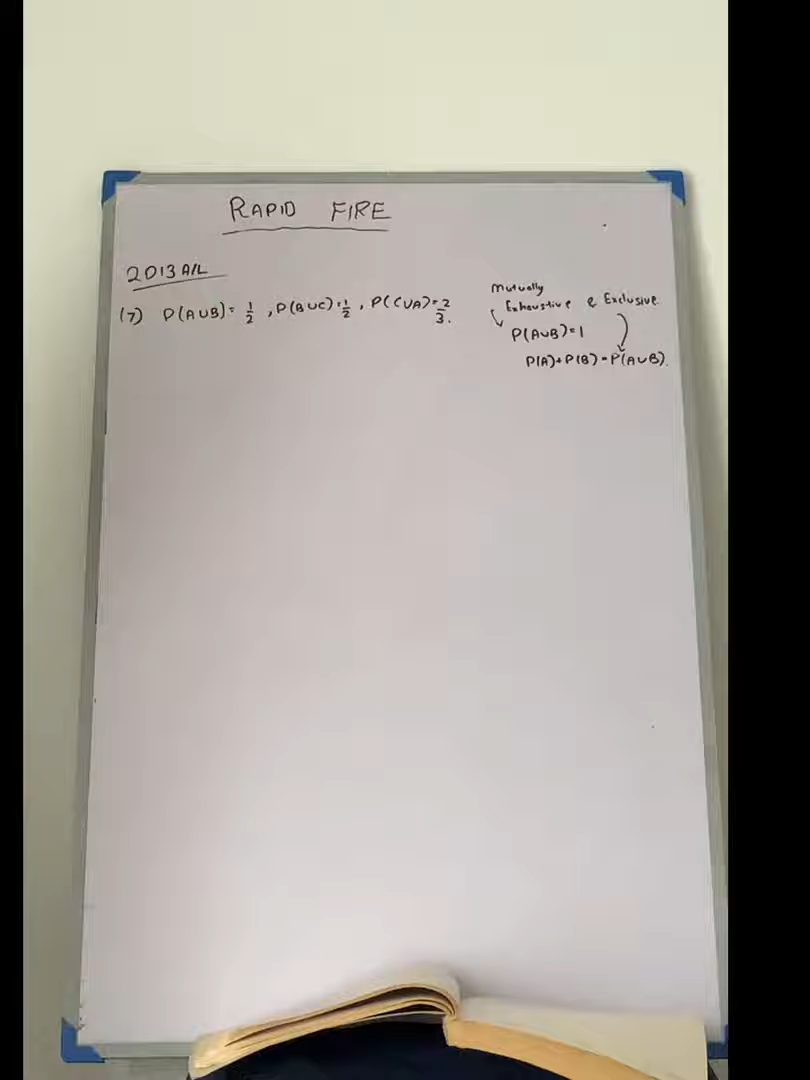 RAPID FIRE
2013 A/L
(7) P(A∪B) = 1/2 , P(B∪C) = 1/2 , P(C∪A) = 2/3.
Mutually
Exhaustive & Exclusive
P(A∪B) = 1
P(A) + P(B) = P(A∪B).